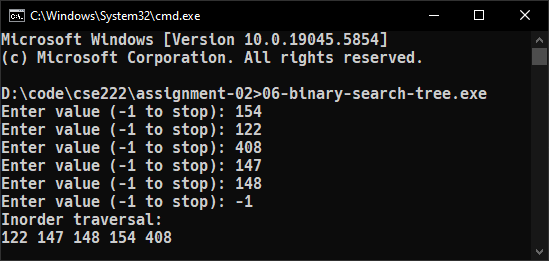 C:\Windows\System32\cmd.exe
Microsoft Windows [Version 10.0.19045.5854]
(c) Microsoft Corporation. All rights reserved.
D:\code\cse222\assignment-02>06-binary-search-tree.exe
Enter value (-1 to stop): 154
Enter value (-1 to stop): 122
Enter value (-1 to stop): 408
Enter value (-1 to stop): 147
Enter value (-1 to stop): 148
Enter value (-1 to stop): -1
Inorder traversal:
122 147 148 154 408